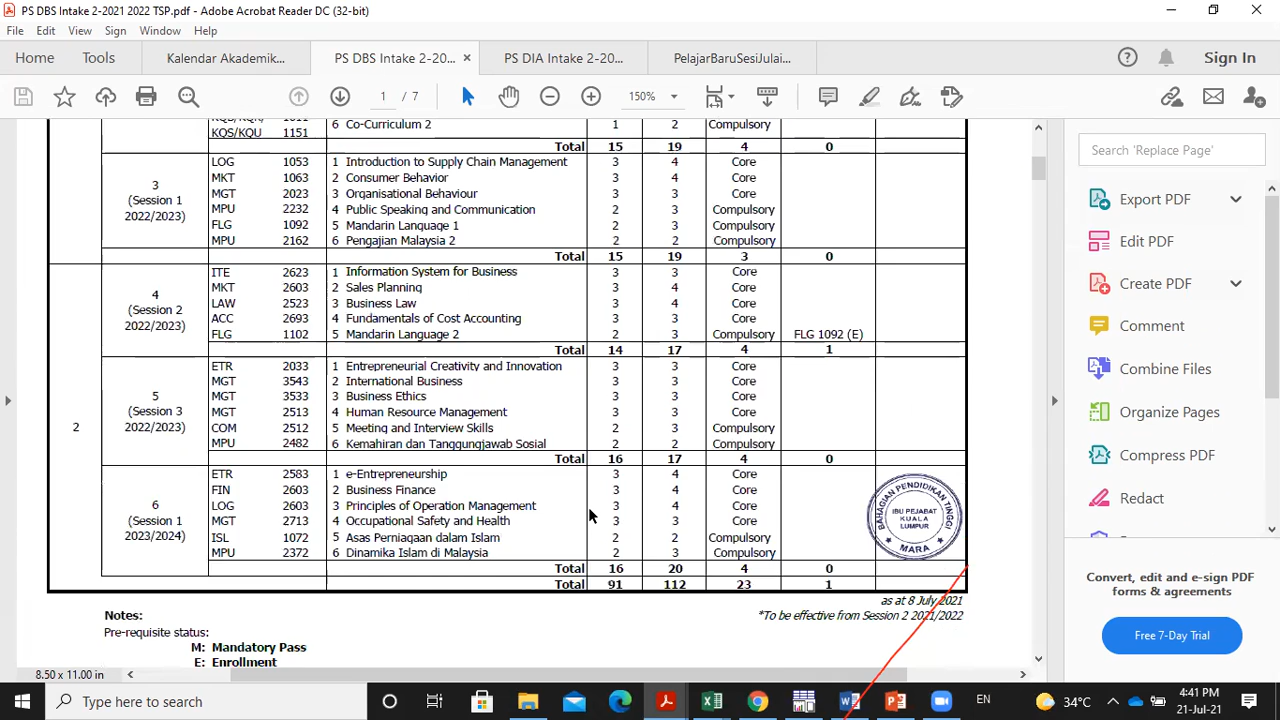 PS DBS Intake 2-2021 2022 TSP.pdf - Adobe Acrobat Reader DC (32-bit)
File Edit View Sign Window Help
Home Tools Kalendar Akademik... PS DBS Intake 2-20... × PS DIA Intake 2-20... PelajarBaruSesiJulai... Sign In
1 / 7 150%
6 Co-Curriculum 2 1 2 Compulsory
KQS/KQU 1151
Total 15 19 4 0
3 (Session 1 2022/2023)
LOG 1053 1 Introduction to Supply Chain Management 3 4 Core
MKT 1063 2 Consumer Behavior 3 4 Core
MGT 2023 3 Organisational Behaviour 3 3 Core
MPU 2232 4 Public Speaking and Communication 2 3 Compulsory
FLG 1092 5 Mandarin Language 1 2 3 Compulsory
MPU 2162 6 Pengajian Malaysia 2 2 2 Compulsory
Total 15 19 3 0
4 (Session 2 2022/2023)
ITE 2623 1 Information System for Business 3 3 Core
MKT 2603 2 Sales Planning 3 4 Core
LAW 2523 3 Business Law 3 3 Core
ACC 2693 4 Fundamentals of Cost Accounting 3 3 Core
FLG 1102 5 Mandarin Language 2 2 3 Compulsory FLG 1092 (E)
Total 14 17 4 1
2
5 (Session 3 2022/2023)
ETR 2033 1 Entrepreneurial Creativity and Innovation 3 3 Core
MGT 3543 2 International Business 3 3 Core
MGT 3533 3 Business Ethics 3 3 Core
MGT 2513 4 Human Resource Management 3 3 Core
COM 2512 5 Meeting and Interview Skills 2 3 Compulsory
MPU 2482 6 Kemahiran dan Tanggungjawab Sosial 2 2 Compulsory
Total 16 17 4 0
6 (Session 1 2023/2024)
ETR 2583 1 e-Entrepreneurship 3 4 Core
FIN 2603 2 Business Finance 3 4 Core
LOG 2603 3 Principles of Operation Management 3 4 Core
MGT 2713 4 Occupational Safety and Health 3 3 Core
ISL 1072 5 Asas Perniagaan dalam Islam 2 2 Compulsory
MPU 2372 6 Dinamika Islam di Malaysia 2 3 Compulsory
Total 16 20 4 0
Total 91 112 23 1
BAHAGIAN PENDIDIKAN TINGGI
IBU PEJABAT
KUALA
LUMPUR
MARA
as at 8 July 2021
*To be effective from Session 2 2021/2022
Notes:
Pre-requisite status:
M: Mandatory Pass
E: Enrollment
8.50 x 11.00 in
Search 'Replace Page'
Export PDF
Edit PDF
Create PDF
Comment
Combine Files
Organize Pages
Compress PDF
Redact
Convert, edit and e-sign PDF
forms & agreements
Free 7-Day Trial
Type here to search
34°C
EN
4:41 PM
21-Jul-21